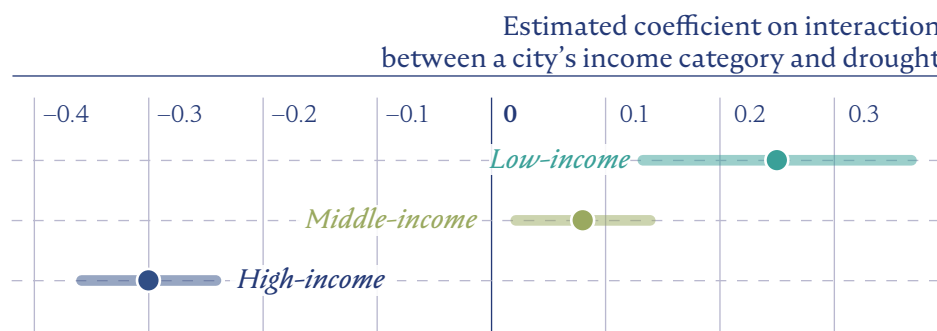 Estimated coefficient on interaction
between a city's income category and drought
−0.4 −0.3 −0.2 −0.1 0 0.1 0.2 0.3
Low-income
Middle-income
High-income